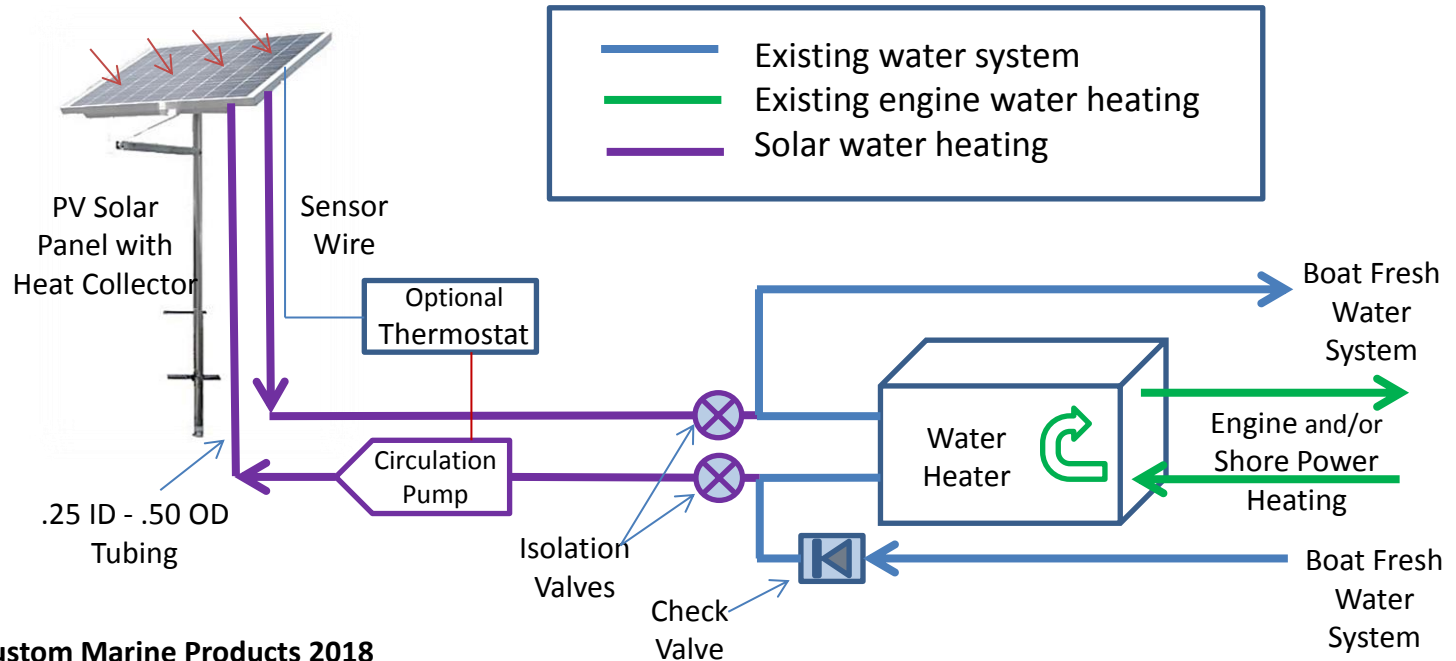 Existing water system
Existing engine water heating
Solar water heating
PV Solar
Panel with
Heat Collector
Sensor
Wire
Optional
Thermostat
Boat Fresh
Water
System
Circulation
Pump
Water
Heater
Engine and/or
Shore Power
Heating
.25 ID - .50 OD
Tubing
Isolation
Valves
Check
Valve
Boat Fresh
Water
System
ustom Marine Products 2018